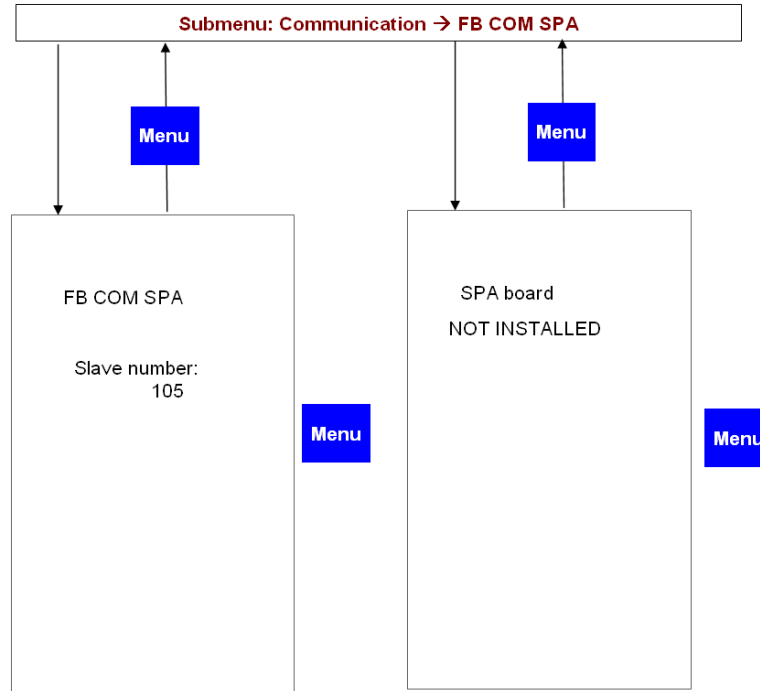 Submenu: Communication → FB COM SPA
Menu
Menu
FB COM SPA
Slave number:
105
Menu
SPA board
NOT INSTALLED
Menu